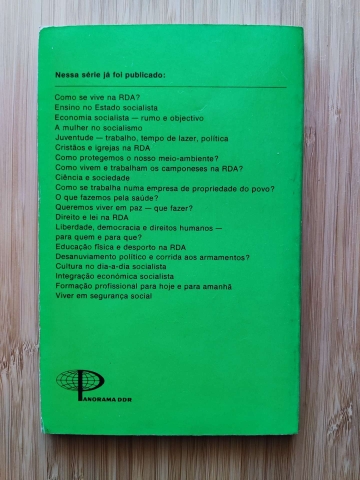 Nessa série já foi publicado:
Como se vive na RDA?
Ensino no Estado socialista
Economia socialista — rumo e objectivo
A mulher no socialismo
Juventude — trabalho, tempo de lazer, política
Cristãos e igrejas na RDA
Como protegemos o nosso meio-ambiente?
Como vivem e trabalham os camponeses na RDA?
Ciência e sociedade
Como se trabalha numa empresa de propriedade do povo?
O que fazemos pela saúde?
Queremos viver em paz — que fazer?
Direito e lei na RDA
Liberdade, democracia e direitos humanos —
para quem e para que?
Educação física e desporto na RDA
Desanuviamento político e corrida aos armamentos?
Cultura no dia-a-dia socialista
Integração económica socialista
Formação profissional para hoje e para amanhã
Viver em segurança social
PANORAMA DDR